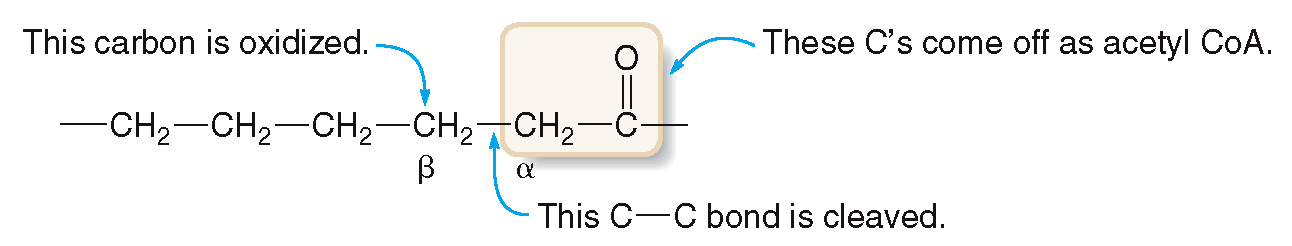 This carbon is oxidized.
These C's come off as acetyl CoA.
O
—CH₂—CH₂—CH₂—CH₂—CH₂—C—
β α
This C—C bond is cleaved.